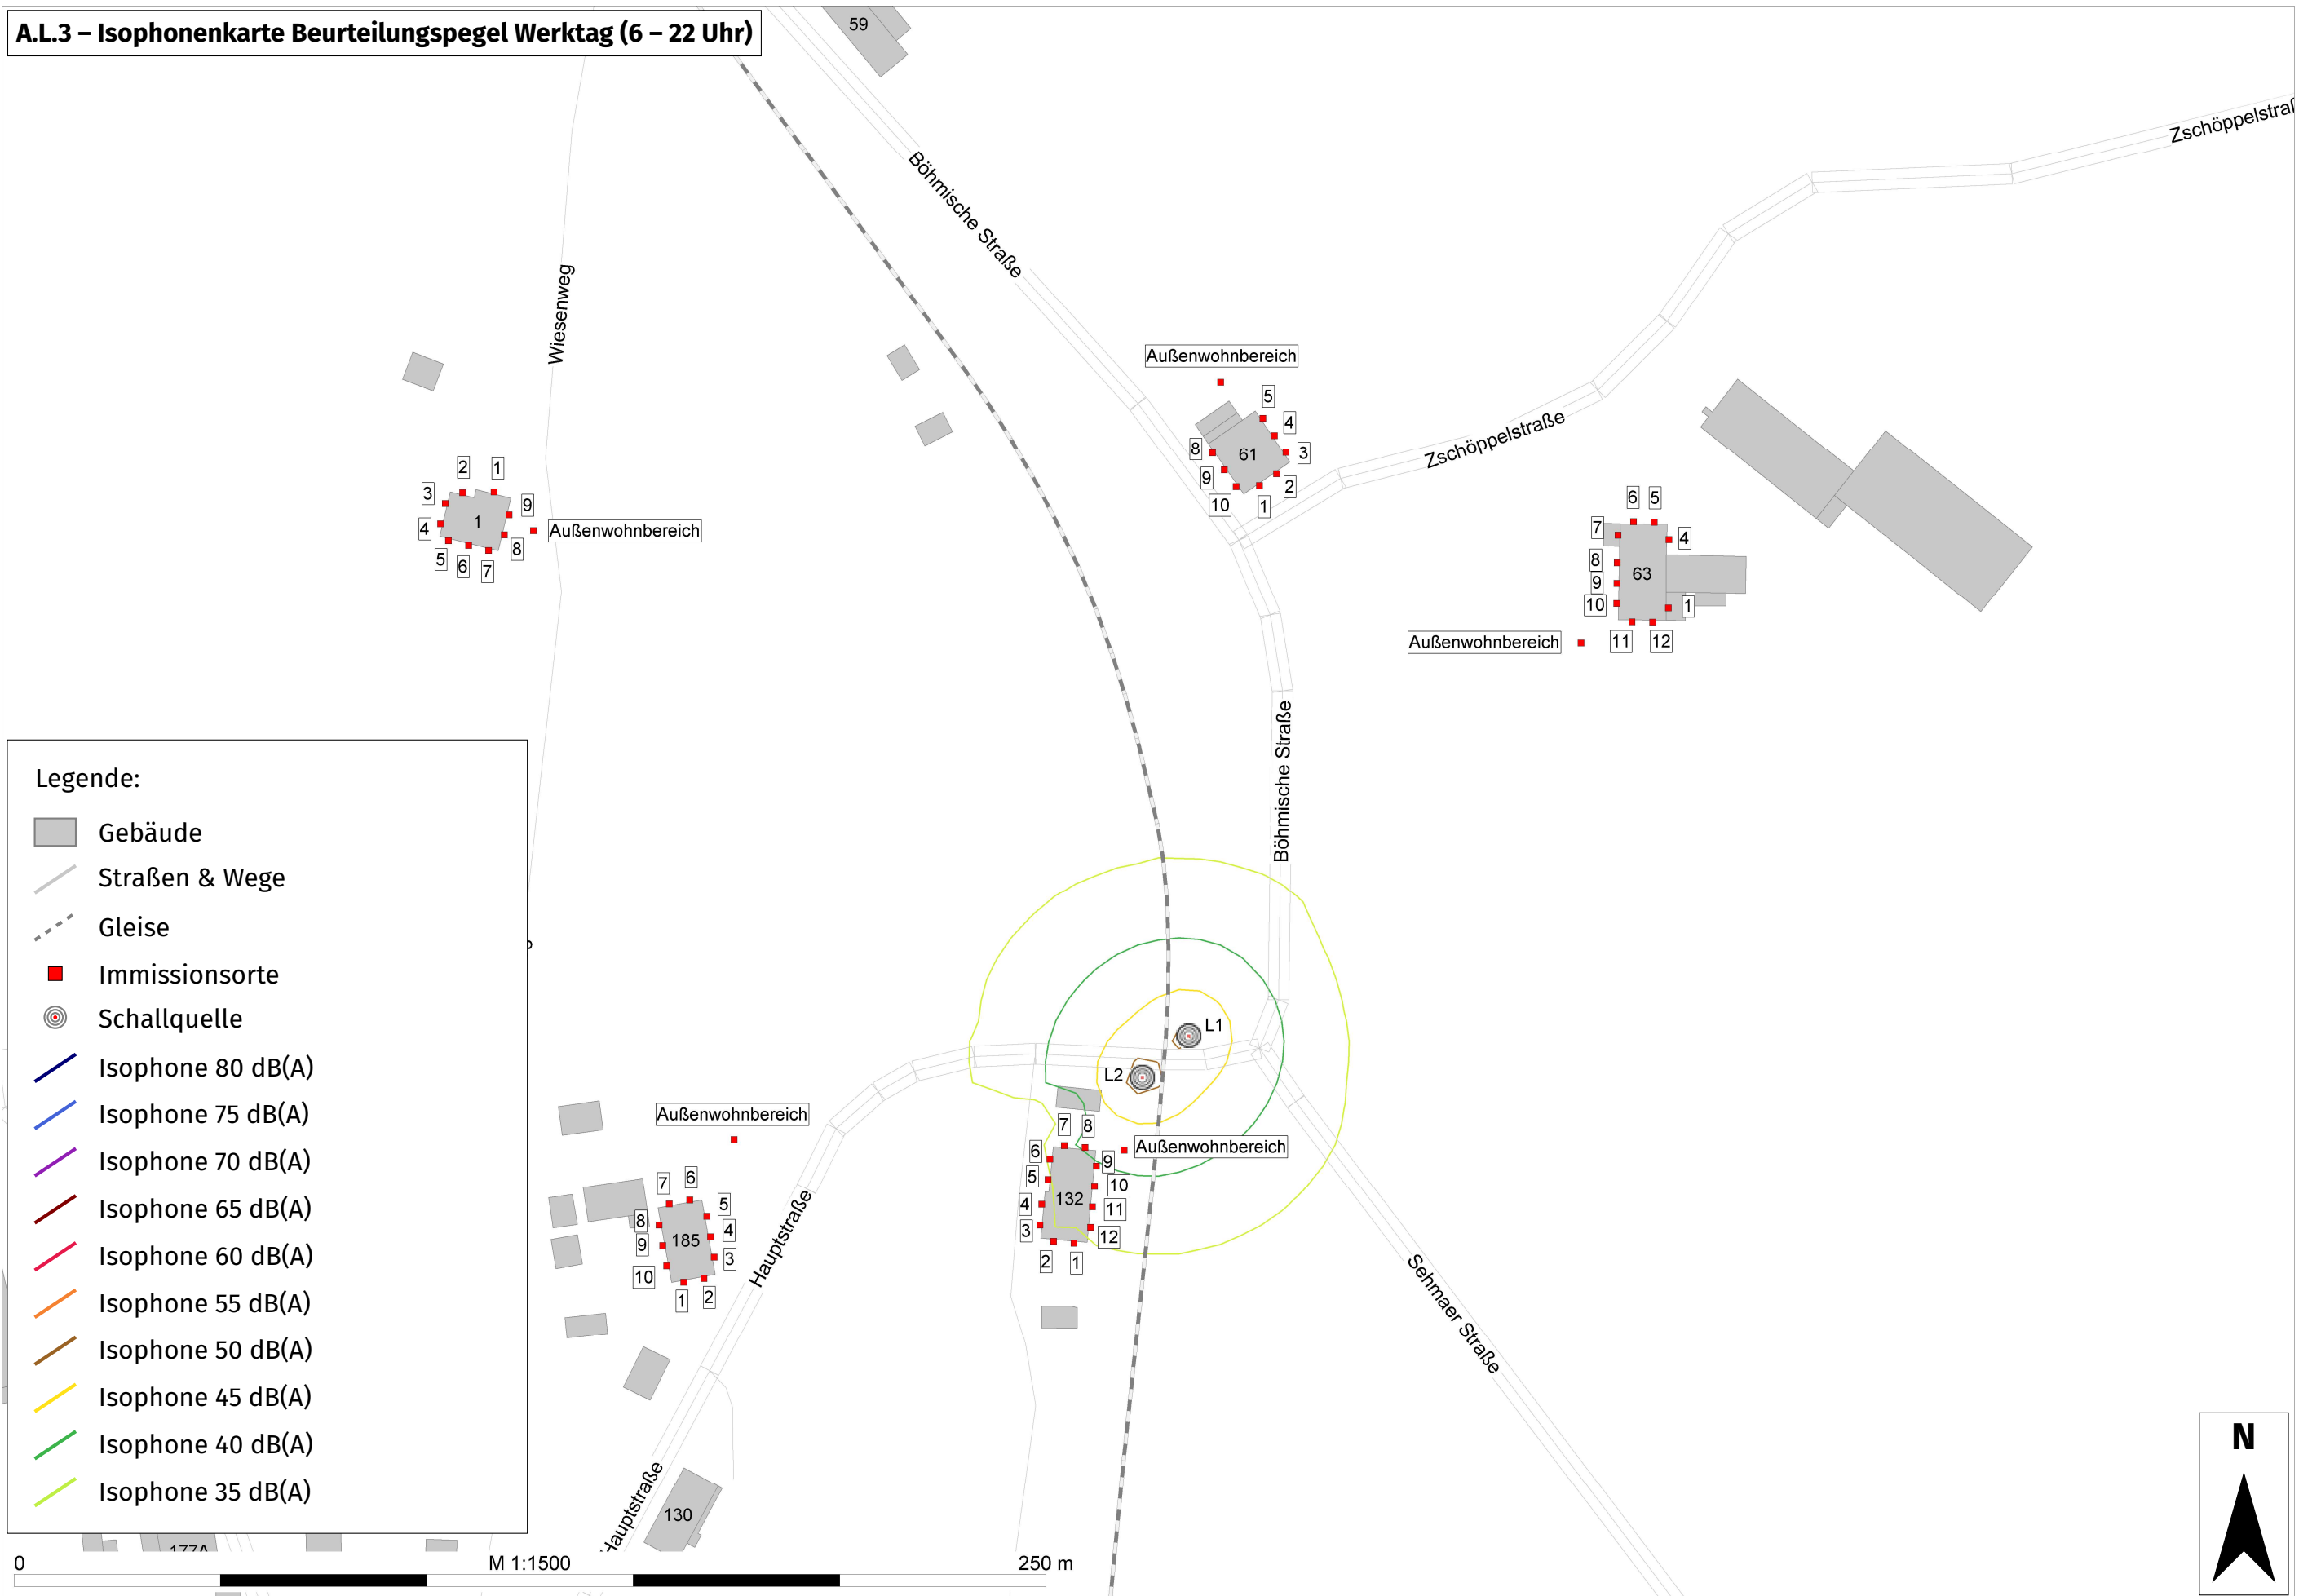 A.L.3 – Isophonenkarte Beurteilungspegel Werktag (6 – 22 Uhr)
59
Böhmische Straße
Zschöppelstraß
Wiesenweg
Außenwohnbereich
5
4
3
2
1
10
9
8
61
Zschöppelstraße
2
1
3
4
5
6
7
8
9
1
Außenwohnbereich
6
5
7
4
8
9
10
63
1
11
12
Außenwohnbereich
Böhmische Straße
L1
L2
Außenwohnbereich
7
6
5
8
4
9
3
10
1
2
185
Hauptstraße
7
8
6
9
5
10
4
11
3
12
2
1
132
Außenwohnbereich
Sehmaer Straße
Hauptstraße
130
177A
Legende:
Gebäude
Straßen & Wege
Gleise
Immissionsorte
Schallquelle
Isophone 80 dB(A)
Isophone 75 dB(A)
Isophone 70 dB(A)
Isophone 65 dB(A)
Isophone 60 dB(A)
Isophone 55 dB(A)
Isophone 50 dB(A)
Isophone 45 dB(A)
Isophone 40 dB(A)
Isophone 35 dB(A)
0 M 1:1500 250 m
N